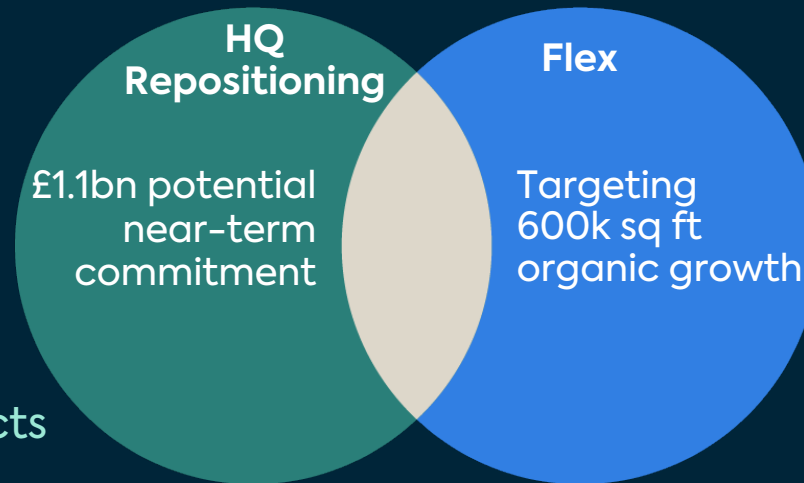 HQ
Repositioning
£1.1bn potential
near-term
commitment
Flex
Targeting
600k sq ft
organic growth